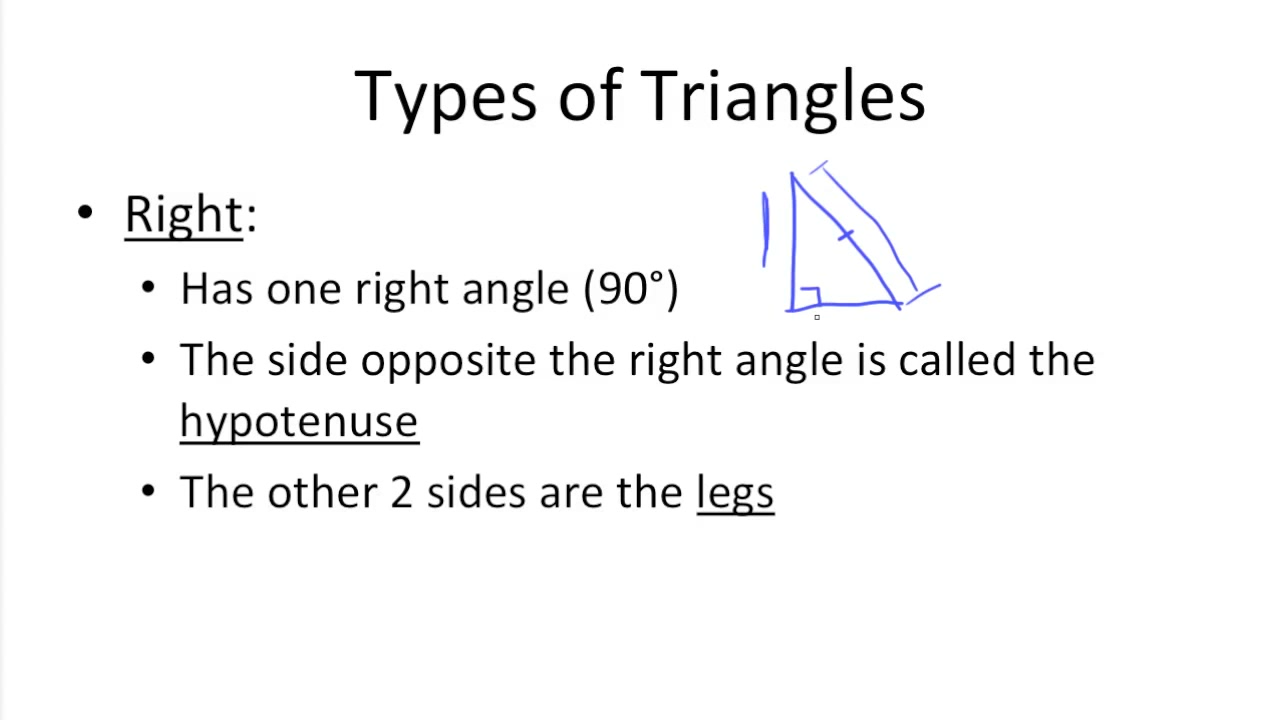 Types of Triangles
• Right:
• Has one right angle (90°)
• The side opposite the right angle is called the
hypotenuse
• The other 2 sides are the legs